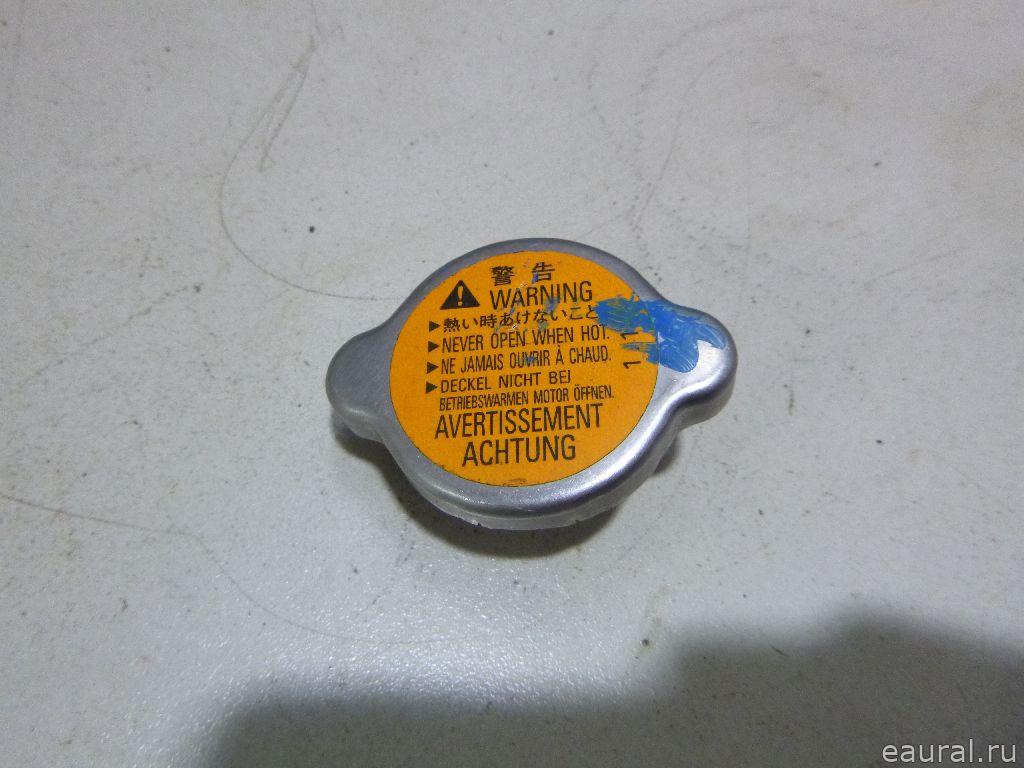 警告
WARNING
▶熱い時あけないこと
▶NEVER OPEN WHEN HOT.
▶NE JAMAIS OUVRIR À CHAUD.
▶DECKEL NICHT BEI
BETRIEBSWARMEN MOTOR ÖFFNEN.
AVERTISSEMENT
ACHTUNG
eaural.ru